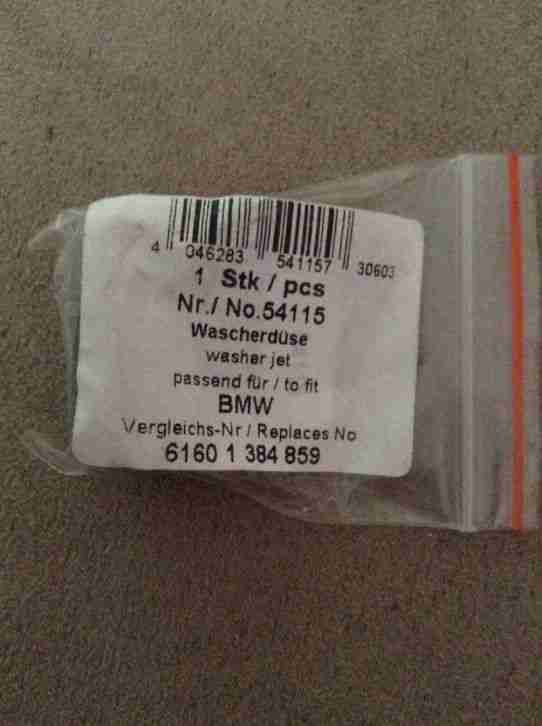 4 046283 541157 30603
1 Stk / pcs
Nr./ No.54115
Wascherdüse
washer jet
passend für / to fit
BMW
Vergleichs-Nr / Replaces No
6160 1 384 859